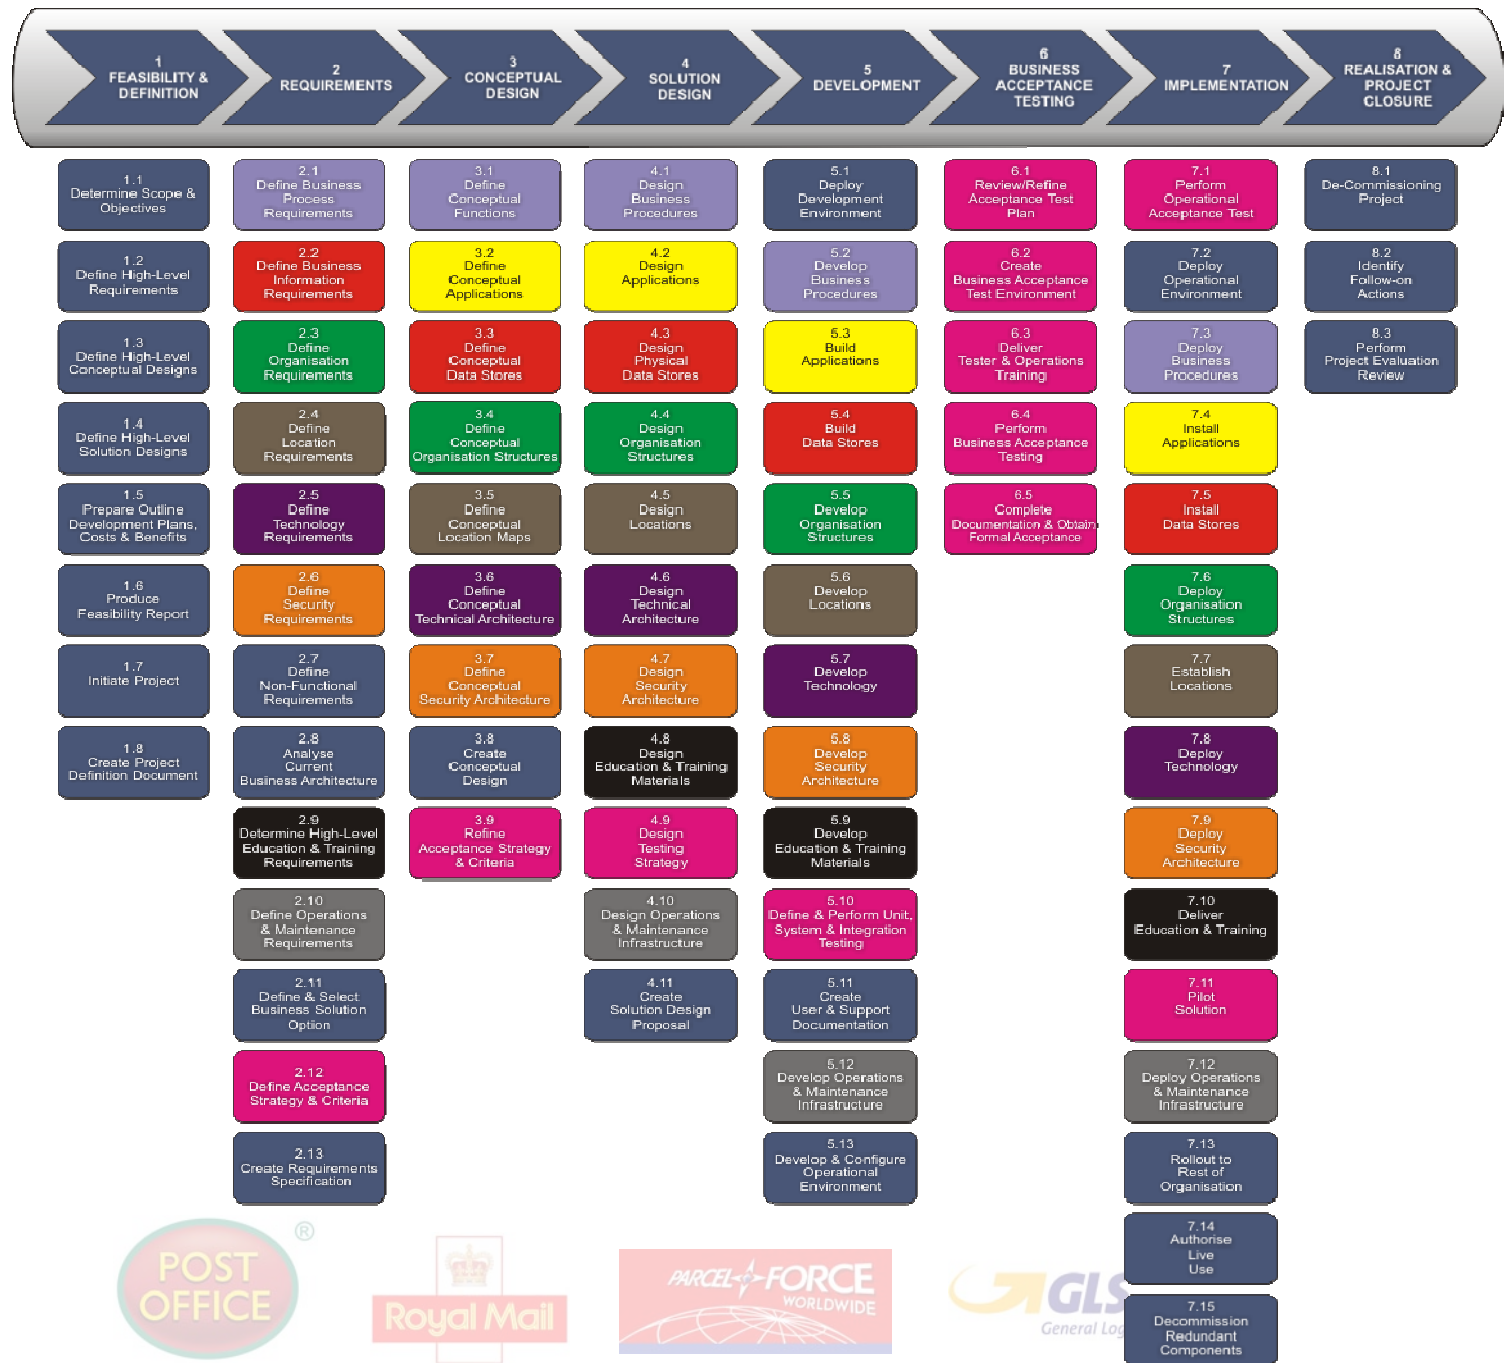 1
FEASIBILITY &
DEFINITION
2
REQUIREMENTS
3
CONCEPTUAL
DESIGN
4
SOLUTION
DESIGN
5
DEVELOPMENT
6
BUSINESS
ACCEPTANCE
TESTING
7
IMPLEMENTATION
8
REALISATION &
PROJECT
CLOSURE
1.1
Determine Scope &
Objectives
1.2
Define High-Level
Requirements
1.3
Define High-Level
Conceptual Designs
1.4
Define High-Level
Solution Designs
1.5
Prepare Outline
Development Plans,
Costs & Benefits
1.6
Produce
Feasibility Report
1.7
Initiate Project
1.8
Create Project
Definition Document
2.1
Define Business
Process
Requirements
2.2
Define Business
Information
Requirements
2.3
Define
Organisation
Requirements
2.4
Define
Location
Requirements
2.5
Define
Technology
Requirements
2.6
Define
Security
Requirements
2.7
Define
Non-Functional
Requirements
2.8
Analyse
Current
Business Architecture
2.9
Determine High-Level
Education & Training
Requirements
2.10
Define Operations
& Maintenance
Requirements
2.11
Define & Select
Business Solution
Option
2.12
Define Acceptance
Strategy & Criteria
2.13
Create Requirements
Specification
3.1
Define
Conceptual
Functions
3.2
Define
Conceptual
Applications
3.3
Define
Conceptual
Data Stores
3.4
Define
Conceptual
Organisation Structures
3.5
Define
Conceptual
Location Maps
3.6
Define
Conceptual
Technical Architecture
3.7
Define
Conceptual
Security Architecture
3.8
Create
Conceptual
Design
3.9
Refine
Acceptance Strategy
& Criteria
4.1
Design
Business
Procedures
4.2
Design
Applications
4.3
Design
Physical
Data Stores
4.4
Design
Organisation
Structures
4.5
Design
Locations
4.6
Design
Technical
Architecture
4.7
Design
Security
Architecture
4.8
Design
Education & Training
Materials
4.9
Design
Testing
Strategy
4.10
Design Operations
& Maintenance
Infrastructure
4.11
Create
Solution Design
Proposal
5.1
Deploy
Development
Environment
5.2
Develop
Business
Procedures
5.3
Build
Applications
5.4
Build
Data Stores
5.5
Develop
Organisation
Structures
5.6
Develop
Locations
5.7
Develop
Technology
5.8
Develop
Security
Architecture
5.9
Develop
Education & Training
Materials
5.10
Define & Perform Unit,
System & Integration
Testing
5.11
Create
User & Support
Documentation
5.12
Develop Operations
& Maintenance
Infrastructure
5.13
Develop & Configure
Operational
Environment
6.1
Review/Refine
Acceptance Test
Plan
6.2
Create
Business Acceptance
Test Environment
6.3
Deliver
Tester & Operations
Training
6.4
Perform
Business Acceptance
Testing
6.5
Complete
Documentation & Obtain
Formal Acceptance
7.1
Perform
Operational
Acceptance Test
7.2
Deploy
Operational
Environment
7.3
Deploy
Business
Procedures
7.4
Install
Applications
7.5
Install
Data Stores
7.6
Deploy
Organisation
Structures
7.7
Establish
Locations
7.8
Deploy
Technology
7.9
Deploy
Security
Architecture
7.10
Deliver
Education & Training
7.11
Pilot
Solution
7.12
Deploy Operations
& Maintenance
Infrastructure
7.13
Rollout to
Rest of
Organisation
7.14
Authorise
Live
Use
7.15
Decommission
Redundant
Components
8.1
De-Commissioning
Project
8.2
Identify
Follow-on
Actions
8.3
Perform
Project Evaluation
Review
POST
OFFICE
®
Royal Mail
PARCEL FORCE
WORLDWIDE
GLS
General Log